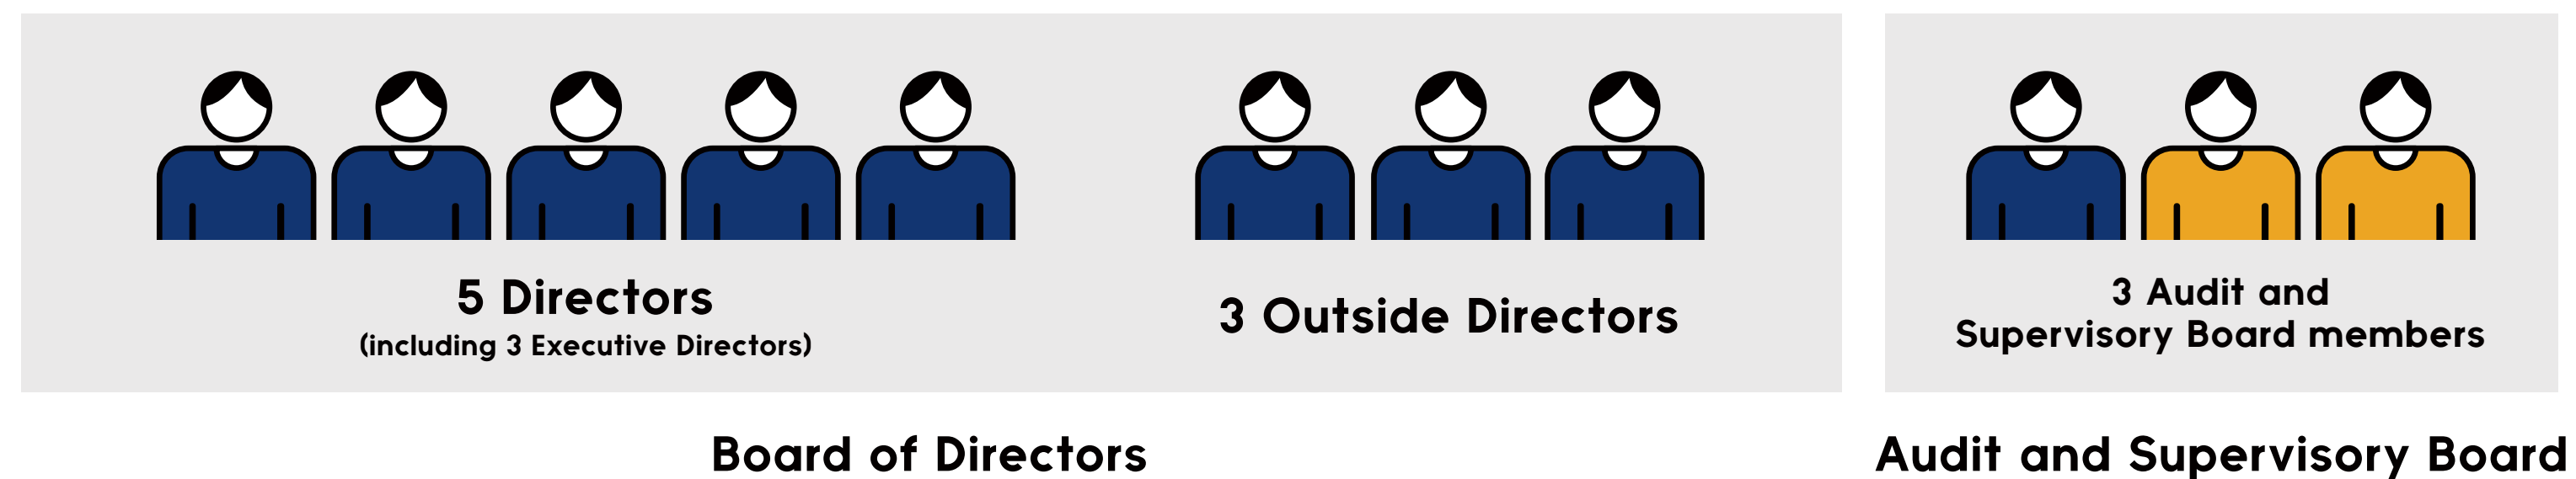 5 Directors
(including 3 Executive Directors)
3 Outside Directors
3 Audit and
Supervisory Board members
Board of Directors
Audit and Supervisory Board